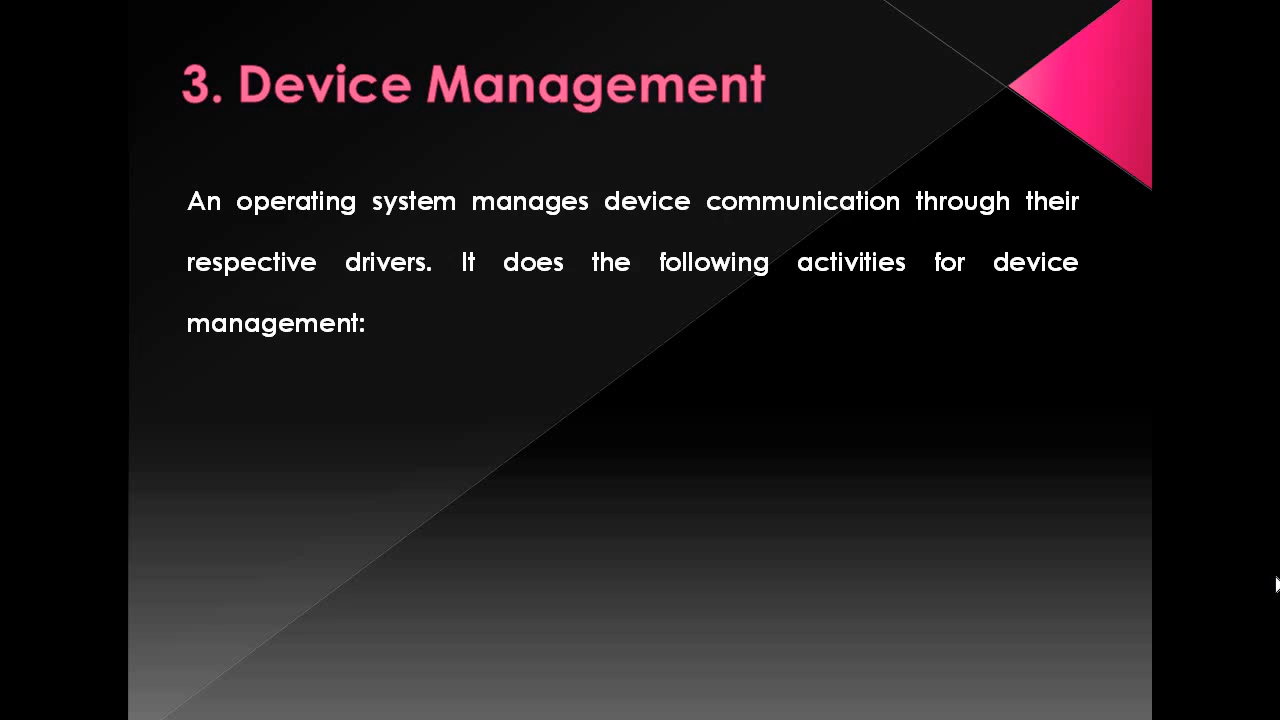 3. Device Management
An operating system manages device communication through their
respective drivers. It does the following activities for device
management: